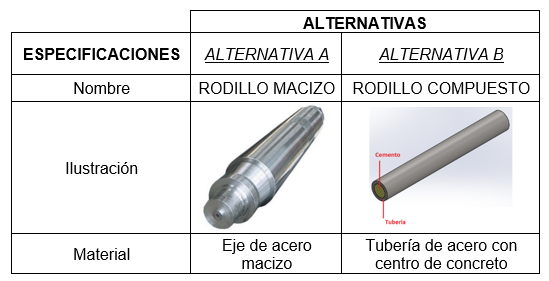 ALTERNATIVAS
ESPECIFICACIONES ALTERNATIVA A ALTERNATIVA B
Nombre RODILLO MACIZO RODILLO COMPUESTO
Ilustración
Cemento
Tubería
Material Eje de acero macizo Tubería de acero con centro de concreto